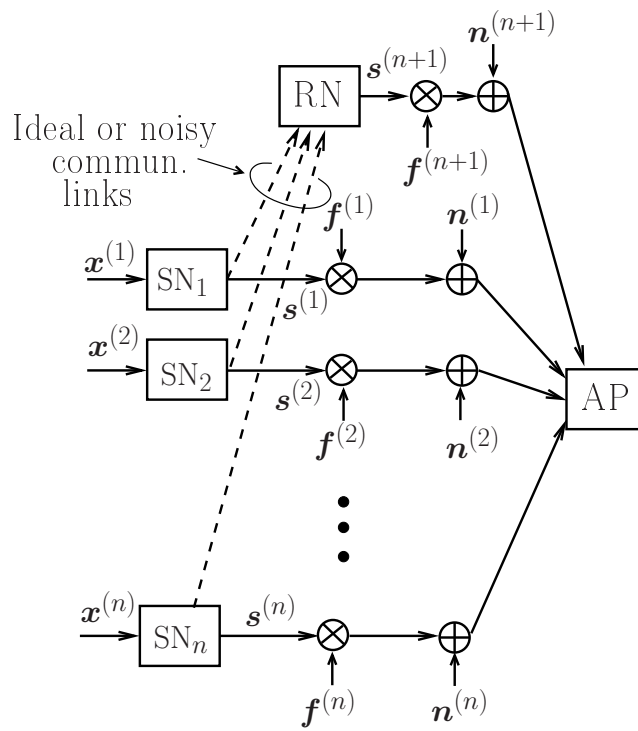 n^{(n+1)}
s^{(n+1)}
RN
f^{(n+1)}
Ideal or noisy
commun.
links
f^{(1)}
n^{(1)}
x^{(1)}
SN_1
s^{(1)}
x^{(2)}
SN_2
s^{(2)}
f^{(2)}
n^{(2)}
AP
x^{(n)}
SN_n
s^{(n)}
f^{(n)}
n^{(n)}